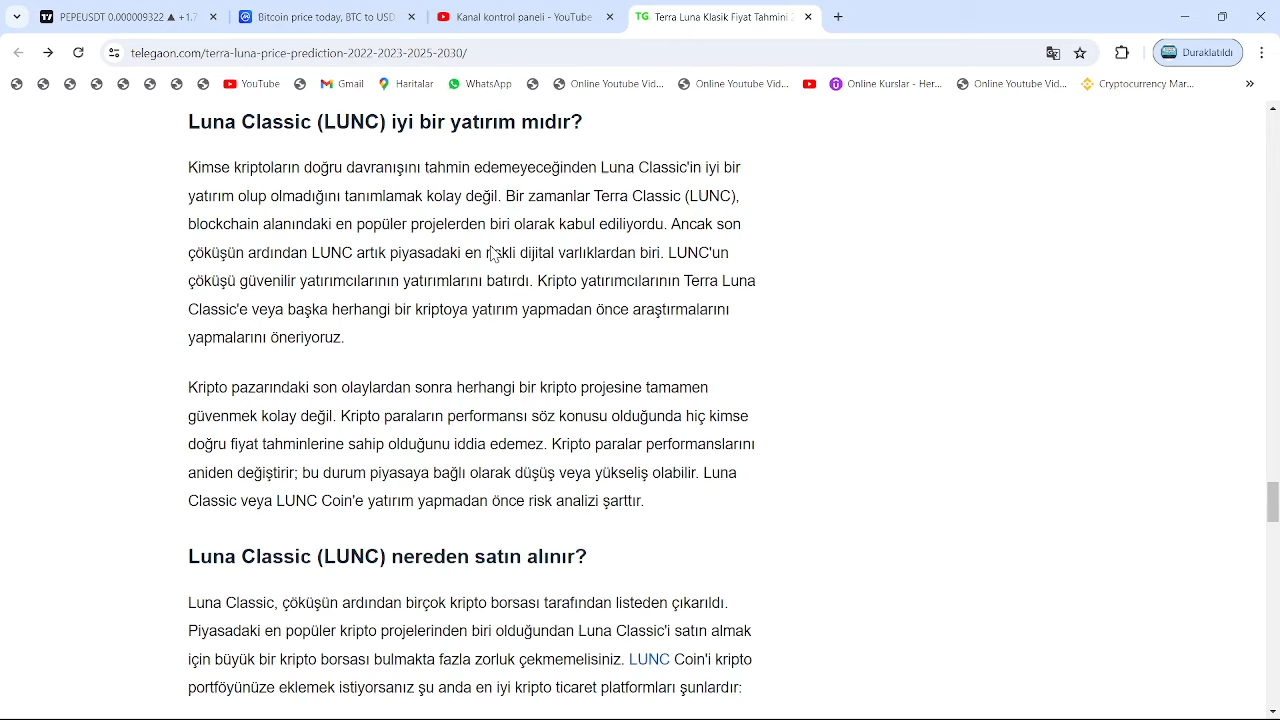 PEPEUSDT 0.000009322 ▲ +1.7
Bitcoin price today, BTC to USD
Kanal kontrol paneli - YouTube
TG Terra Luna Klasik Fiyat Tahmini 2
telegaon.com/terra-luna-price-prediction-2022-2023-2025-2030/
Duraklatıldı
YouTube
Gmail
Haritalar
WhatsApp
Online Youtube Vid...
Online Youtube Vid...
Online Kurslar - Her...
Online Youtube Vid...
Cryptocurrency Mar...
Luna Classic (LUNC) iyi bir yatırım mıdır?
Kimse kriptoların doğru davranışını tahmin edemeyeceğinden Luna Classic'in iyi bir
yatırım olup olmadığını tanımlamak kolay değil. Bir zamanlar Terra Classic (LUNC),
blockchain alanındaki en popüler projelerden biri olarak kabul ediliyordu. Ancak son
çöküşün ardından LUNC artık piyasadaki en riskli dijital varlıklardan biri. LUNC'un
çöküşü güvenilir yatırımcılarının yatırımlarını batırdı. Kripto yatırımcılarının Terra Luna
Classic'e veya başka herhangi bir kriptoya yatırım yapmadan önce araştırmalarını
yapmalarını öneriyoruz.
Kripto pazarındaki son olaylardan sonra herhangi bir kripto projesine tamamen
güvenmek kolay değil. Kripto paraların performansı söz konusu olduğunda hiç kimse
doğru fiyat tahminlerine sahip olduğunu iddia edemez. Kripto paralar performanslarını
aniden değiştirir; bu durum piyasaya bağlı olarak düşüş veya yükseliş olabilir. Luna
Classic veya LUNC Coin'e yatırım yapmadan önce risk analizi şarttır.
Luna Classic (LUNC) nereden satın alınır?
Luna Classic, çöküşün ardından birçok kripto borsası tarafından listeden çıkarıldı.
Piyasadaki en popüler kripto projelerinden biri olduğundan Luna Classic'i satın almak
için büyük bir kripto borsası bulmakta fazla zorluk çekmemelisiniz. LUNC Coin'i kripto
portföyünüze eklemek istiyorsanız şu anda en iyi kripto ticaret platformları şunlardır: